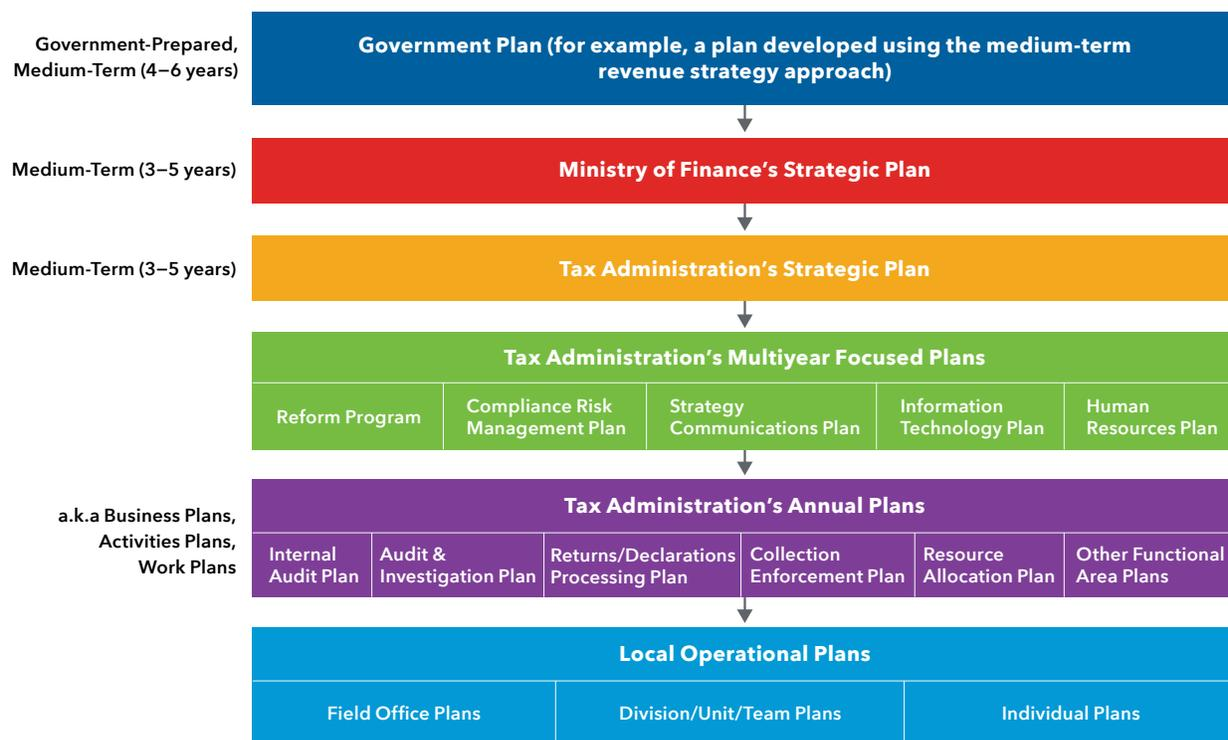 Government-Prepared,
Medium-Term (4–6 years)
Government Plan (for example, a plan developed using the medium-term
revenue strategy approach)
Medium-Term (3–5 years)
Ministry of Finance’s Strategic Plan
Medium-Term (3–5 years)
Tax Administration’s Strategic Plan
Tax Administration’s Multiyear Focused Plans
Reform Program
Compliance Risk
Management Plan
Strategy
Communications Plan
Information
Technology Plan
Human
Resources Plan
a.k.a Business Plans,
Activities Plans,
Work Plans
Tax Administration’s Annual Plans
Internal
Audit Plan
Audit &
Investigation Plan
Returns/Declarations
Processing Plan
Collection
Enforcement Plan
Resource
Allocation Plan
Other Functional
Area Plans
Local Operational Plans
Field Office Plans
Division/Unit/Team Plans
Individual Plans